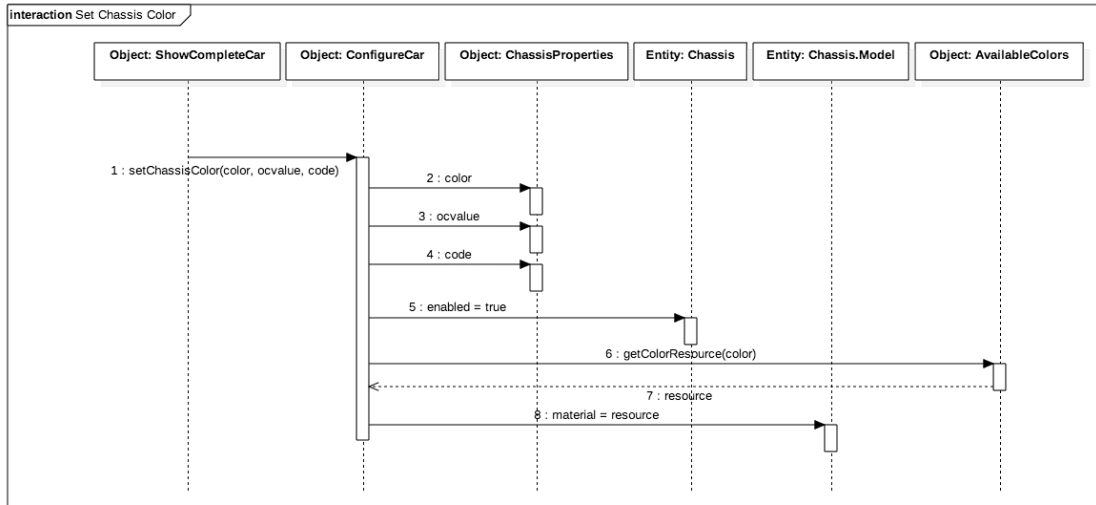 interaction Set Chassis Color
Object: ShowCompleteCar
Object: ConfigureCar
Object: ChassisProperties
Entity: Chassis
Entity: Chassis.Model
Object: AvailableColors
1 : setChassisColor(color, ocvalue, code)
2 : color
3 : ocvalue
4 : code
5 : enabled = true
6 : getColorResource(color)
7 : resource
8 : material = resource